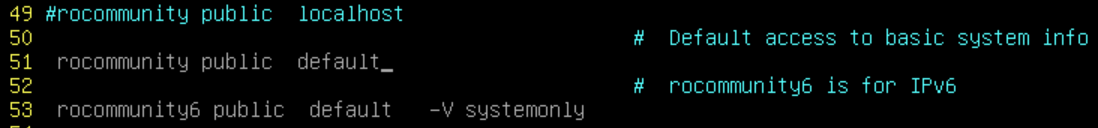 49 #rocommunity public  localhost
50 #  Default access to basic system info
51 rocommunity public  default_
52 #  rocommunity6 is for IPv6
53 rocommunity6 public  default   -V systemonly